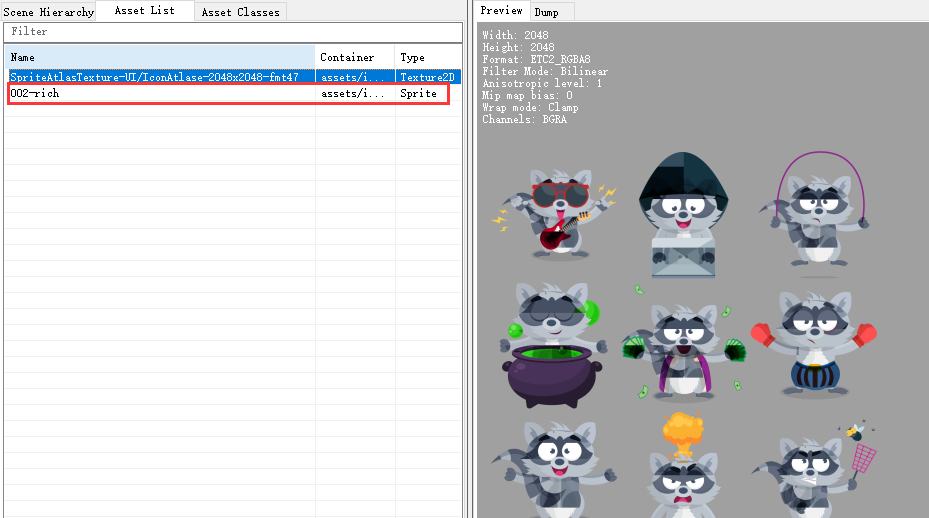 Scene Hierarchy Asset List Asset Classes
Filter
Name Container Type
SpriteAtlasTexture-UI/IconAtlase-2048x2048-fmt47 assets/i... Texture2D
002-rich assets/i... Sprite
Preview Dump
Width: 2048
Height: 2048
Format: ETC2_RGBA8
Filter Mode: Bilinear
Anisotropic level: 1
Mip map bias: 0
Wrap mode: Clamp
Channels: BGRA